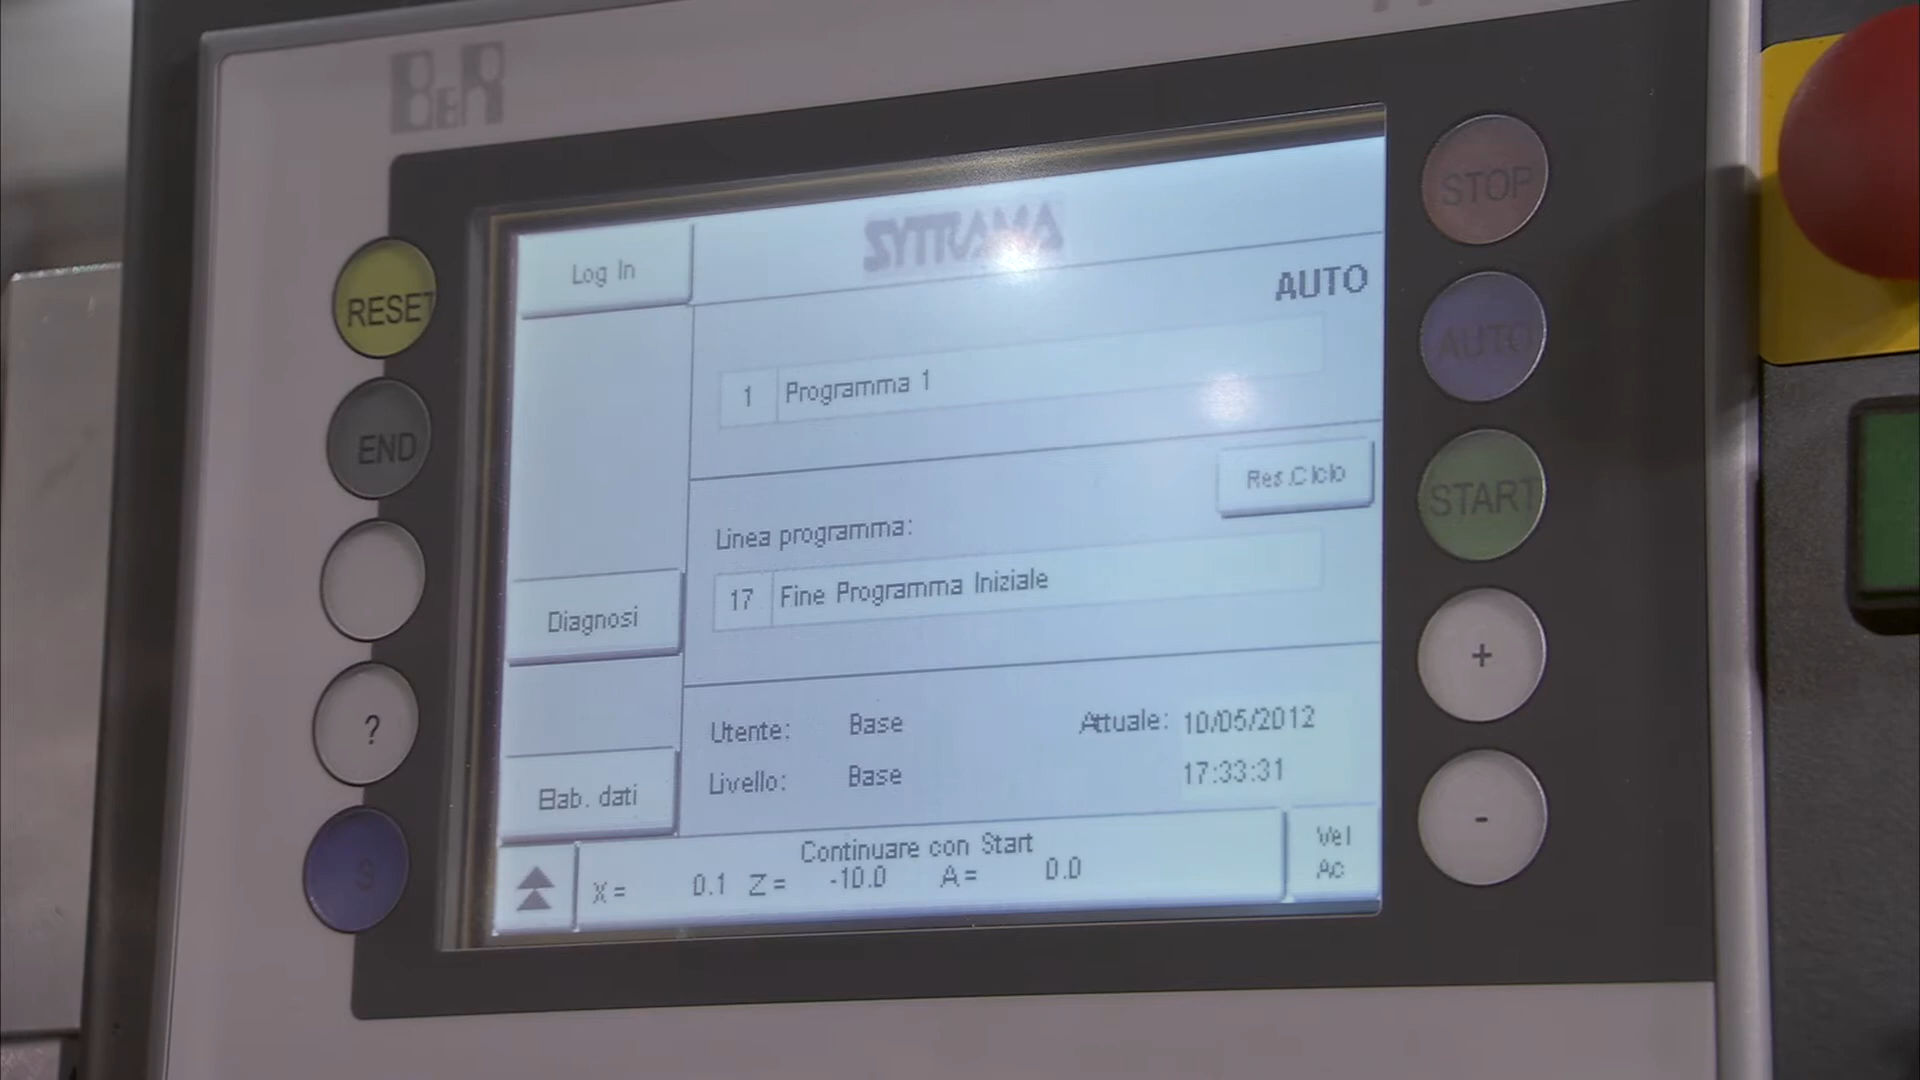 B&R
STOP
SYTRAMA
Log In
AUTO
RESET
AUTO
1 Programma 1
END
Res.Ciclo
START
Linea programma:
17 Fine Programma Iniziale
Diagnosi
+
Utente: Base Attuale: 10/05/2012
?
Livello: Base 17:33:31
Elab. dati
-
Continuare con Start
Vel
Ac
X= 0.1 Z= -10.0 A= 0.0
S